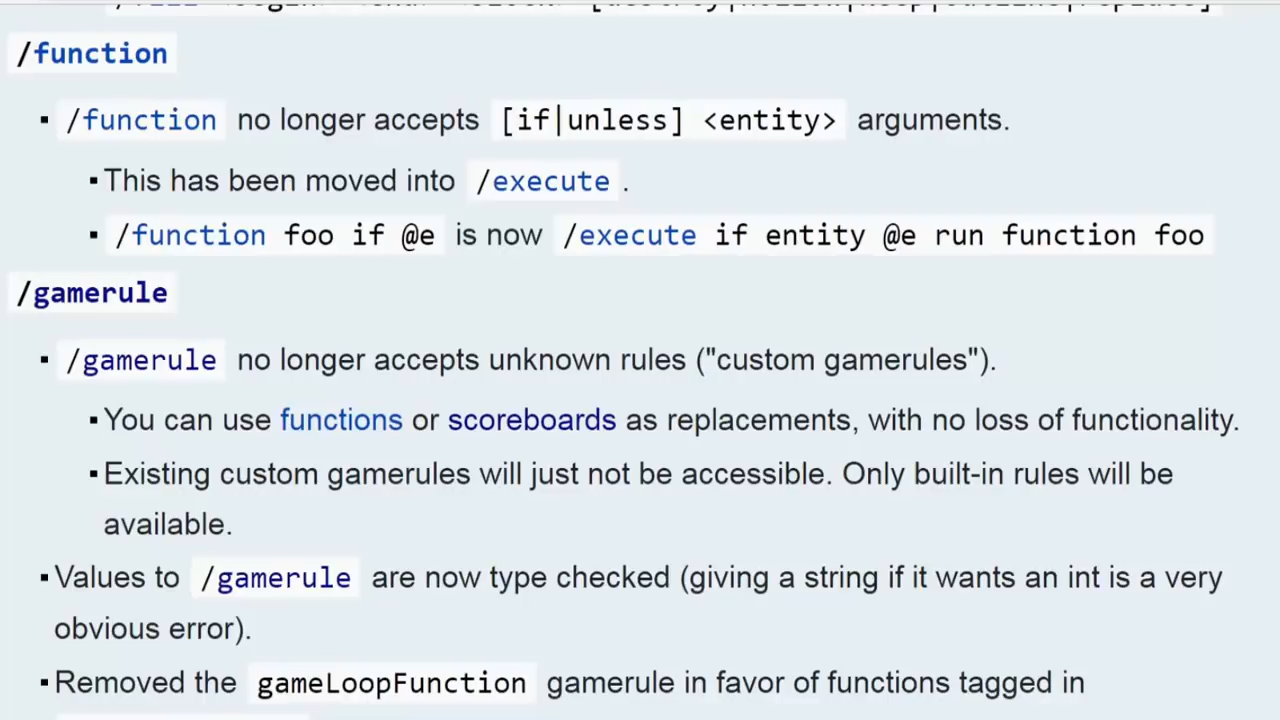 /function
▪ /function no longer accepts [if|unless] <entity> arguments.
▪ This has been moved into /execute .
▪ /function foo if @e is now /execute if entity @e run function foo
/gamerule
▪ /gamerule no longer accepts unknown rules ("custom gamerules").
▪ You can use functions or scoreboards as replacements, with no loss of functionality.
▪ Existing custom gamerules will just not be accessible. Only built-in rules will be
available.
▪ Values to /gamerule are now type checked (giving a string if it wants an int is a very
obvious error).
▪ Removed the gameLoopFunction gamerule in favor of functions tagged in